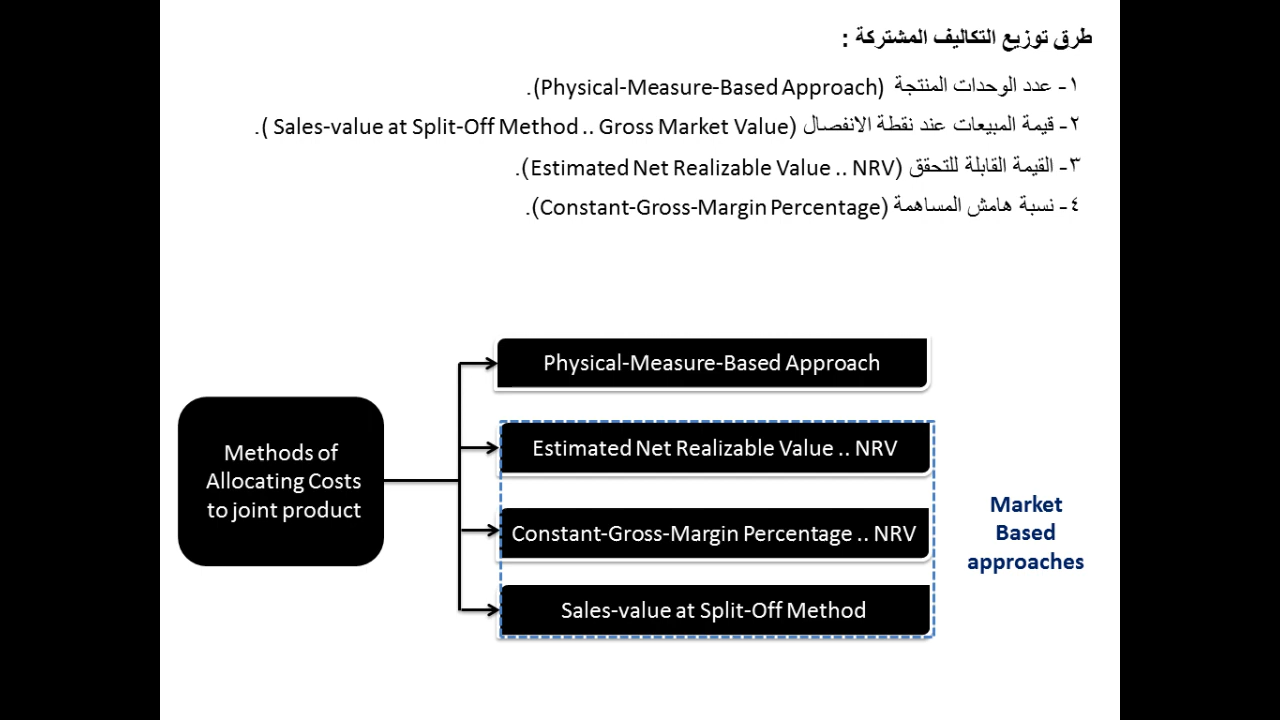 طرق توزيع التكاليف المشتركة :
١- عدد الوحدات المنتجة (Physical-Measure-Based Approach).
٢- قيمة المبيعات عند نقطة الانفصال (Sales-value at Split-Off Method .. Gross Market Value ).
٣- القيمة القابلة للتحقق (Estimated Net Realizable Value .. NRV).
٤- نسبة هامش المساهمة (Constant-Gross-Margin Percentage).
Methods of
Allocating Costs
to joint product
Physical-Measure-Based Approach
Estimated Net Realizable Value .. NRV
Constant-Gross-Margin Percentage .. NRV
Sales-value at Split-Off Method
Market
Based
approaches